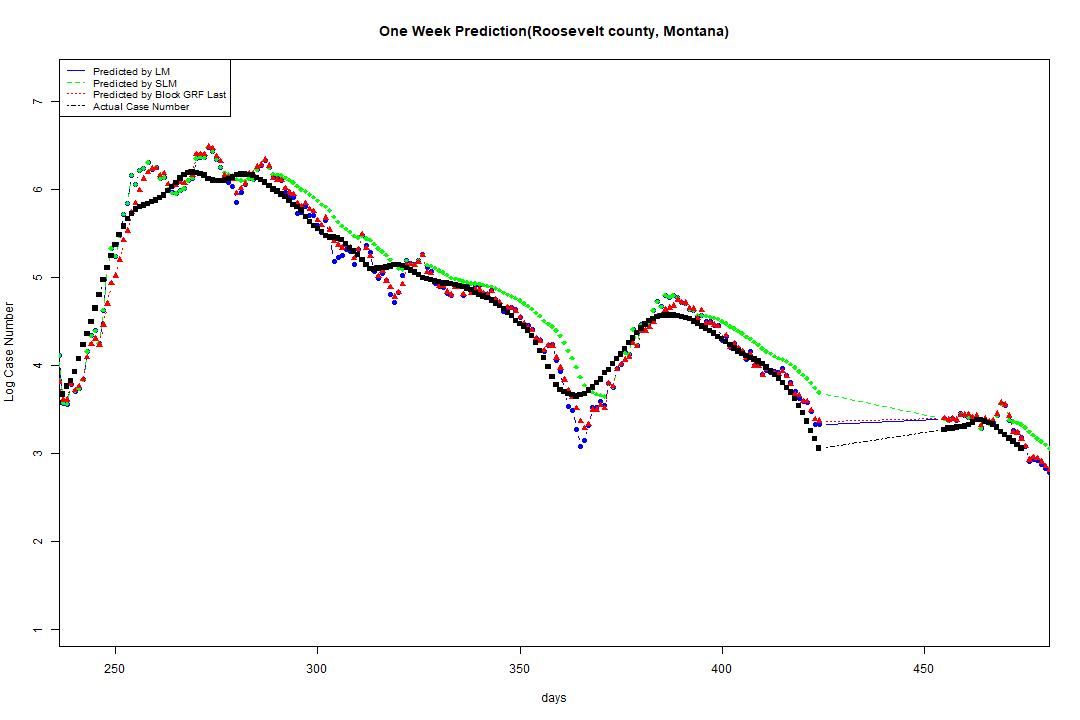 One Week Prediction(Roosevelt county, Montana)
Predicted by LM
Predicted by SLM
Predicted by Block GRF Last
Actual Case Number
7
6
5
4
3
2
1
Log Case Number
250 300 350 400 450
days